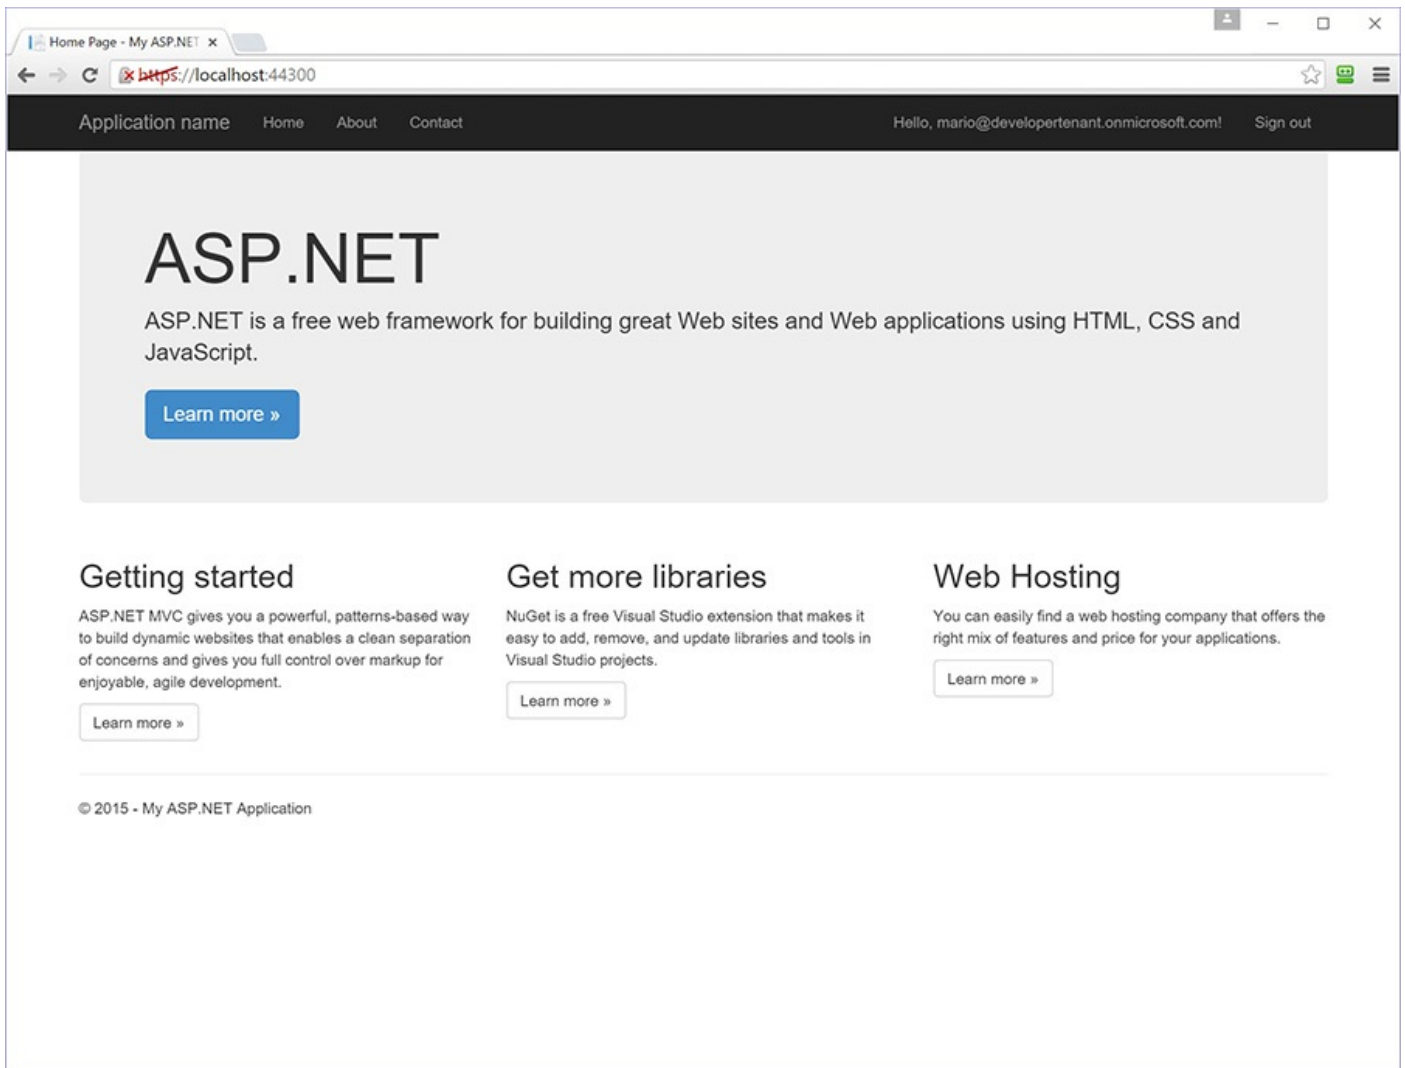 Home Page - My ASP.NET
https://localhost:44300
Application name Home About Contact Hello, mario@developertenant.onmicrosoft.com! Sign out
ASP.NET
ASP.NET is a free web framework for building great Web sites and Web applications using HTML, CSS and
JavaScript.
Learn more »
Getting started
ASP.NET MVC gives you a powerful, patterns-based way
to build dynamic websites that enables a clean separation
of concerns and gives you full control over markup for
enjoyable, agile development.
Learn more »
Get more libraries
NuGet is a free Visual Studio extension that makes it
easy to add, remove, and update libraries and tools in
Visual Studio projects.
Learn more »
Web Hosting
You can easily find a web hosting company that offers the
right mix of features and price for your applications.
Learn more »
© 2015 - My ASP.NET Application